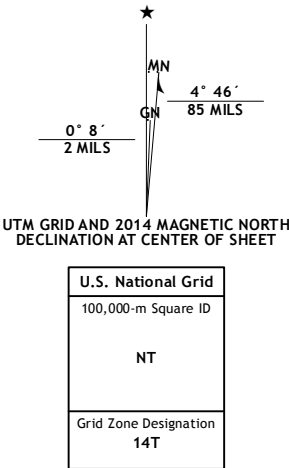 ★
MN
4° 46´
85 MILS
GN
0° 8´
2 MILS
UTM GRID AND 2014 MAGNETIC NORTH
DECLINATION AT CENTER OF SHEET
U.S. National Grid
100,000-m Square ID
NT
Grid Zone Designation
14T